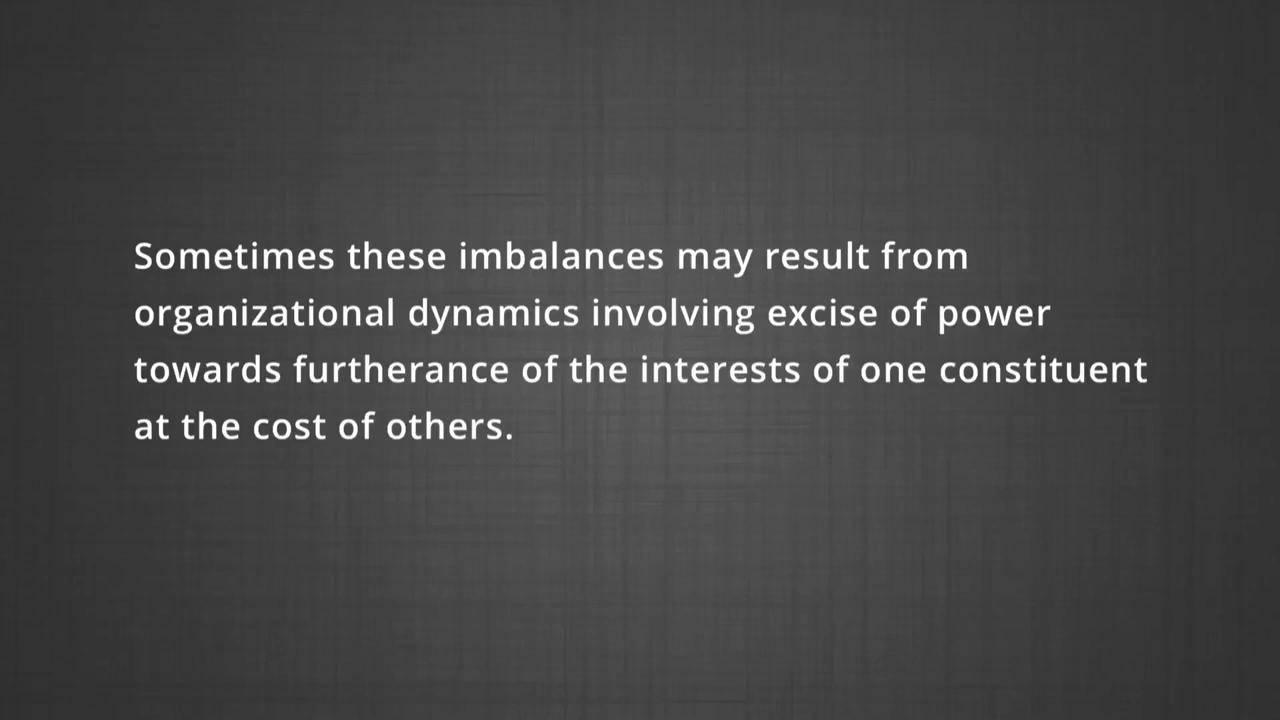 Sometimes these imbalances may result from
organizational dynamics involving excise of power
towards furtherance of the interests of one constituent
at the cost of others.